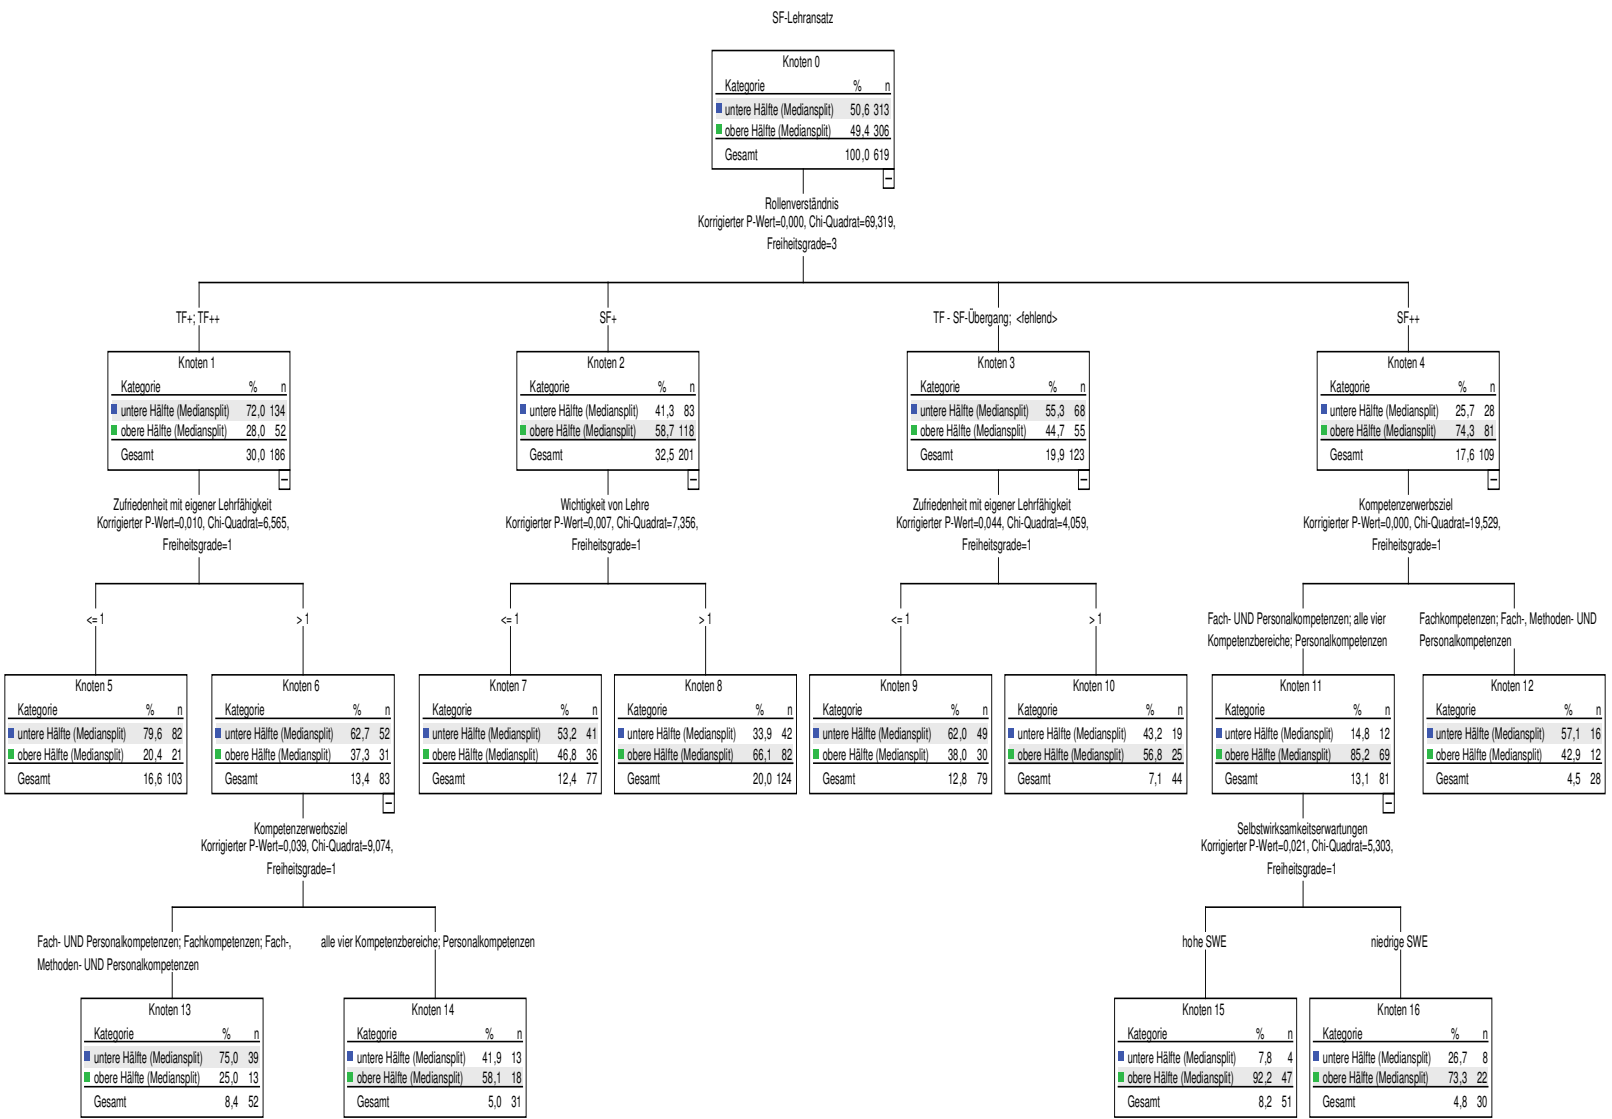 SF-Lehransatz
Knoten 0
Kategorie % n
untere Hälfte (Mediansplit) 50,6 313
obere Hälfte (Mediansplit) 49,4 306
Gesamt 100,0 619
Rollenverständnis
Korrigierter P-Wert=0,000, Chi-Quadrat=69,319,
Freiheitsgrade=3
TF+; TF++
SF+
TF - SF-Übergang; <fehlend>
SF++
Knoten 1
Kategorie % n
untere Hälfte (Mediansplit) 72,0 134
obere Hälfte (Mediansplit) 28,0 52
Gesamt 30,0 186
Zufriedenheit mit eigener Lehrfähigkeit
Korrigierter P-Wert=0,010, Chi-Quadrat=6,565,
Freiheitsgrade=1
Knoten 2
Kategorie % n
untere Hälfte (Mediansplit) 41,3 83
obere Hälfte (Mediansplit) 58,7 118
Gesamt 32,5 201
Wichtigkeit von Lehre
Korrigierter P-Wert=0,007, Chi-Quadrat=7,356,
Freiheitsgrade=1
Knoten 3
Kategorie % n
untere Hälfte (Mediansplit) 55,3 68
obere Hälfte (Mediansplit) 44,7 55
Gesamt 19,9 123
Zufriedenheit mit eigener Lehrfähigkeit
Korrigierter P-Wert=0,044, Chi-Quadrat=4,059,
Freiheitsgrade=1
Knoten 4
Kategorie % n
untere Hälfte (Mediansplit) 25,7 28
obere Hälfte (Mediansplit) 74,3 81
Gesamt 17,6 109
Kompetenzerwerbsziel
Korrigierter P-Wert=0,000, Chi-Quadrat=19,529,
Freiheitsgrade=1
<= 1
> 1
<= 1
> 1
<= 1
> 1
Fach- UND Personalkompetenzen; alle vier
Kompetenzbereiche; Personalkompetenzen
Fachkompetenzen; Fach-, Methoden- UND
Personalkompetenzen
Knoten 5
Kategorie % n
untere Hälfte (Mediansplit) 79,6 82
obere Hälfte (Mediansplit) 20,4 21
Gesamt 16,6 103
Knoten 6
Kategorie % n
untere Hälfte (Mediansplit) 62,7 52
obere Hälfte (Mediansplit) 37,3 31
Gesamt 13,4 83
Kompetenzerwerbsziel
Korrigierter P-Wert=0,039, Chi-Quadrat=9,074,
Freiheitsgrade=1
Knoten 7
Kategorie % n
untere Hälfte (Mediansplit) 53,2 41
obere Hälfte (Mediansplit) 46,8 36
Gesamt 12,4 77
Knoten 8
Kategorie % n
untere Hälfte (Mediansplit) 33,9 42
obere Hälfte (Mediansplit) 66,1 82
Gesamt 20,0 124
Knoten 9
Kategorie % n
untere Hälfte (Mediansplit) 62,0 49
obere Hälfte (Mediansplit) 38,0 30
Gesamt 12,8 79
Knoten 10
Kategorie % n
untere Hälfte (Mediansplit) 43,2 19
obere Hälfte (Mediansplit) 56,8 25
Gesamt 7,1 44
Knoten 11
Kategorie % n
untere Hälfte (Mediansplit) 14,8 12
obere Hälfte (Mediansplit) 85,2 69
Gesamt 13,1 81
Selbstwirksamkeitserwartungen
Korrigierter P-Wert=0,021, Chi-Quadrat=5,303,
Freiheitsgrade=1
Knoten 12
Kategorie % n
untere Hälfte (Mediansplit) 57,1 16
obere Hälfte (Mediansplit) 42,9 12
Gesamt 4,5 28
Fach- UND Personalkompetenzen; Fachkompetenzen; Fach-,
Methoden- UND Personalkompetenzen
alle vier Kompetenzbereiche; Personalkompetenzen
hohe SWE
niedrige SWE
Knoten 13
Kategorie % n
untere Hälfte (Mediansplit) 75,0 39
obere Hälfte (Mediansplit) 25,0 13
Gesamt 8,4 52
Knoten 14
Kategorie % n
untere Hälfte (Mediansplit) 41,9 13
obere Hälfte (Mediansplit) 58,1 18
Gesamt 5,0 31
Knoten 15
Kategorie % n
untere Hälfte (Mediansplit) 7,8 4
obere Hälfte (Mediansplit) 92,2 47
Gesamt 8,2 51
Knoten 16
Kategorie % n
untere Hälfte (Mediansplit) 26,7 8
obere Hälfte (Mediansplit) 73,3 22
Gesamt 4,8 30